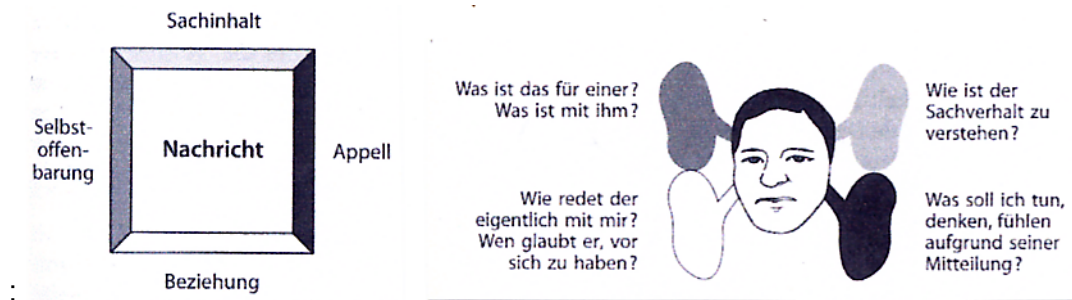 Sachinhalt
Selbst-
offen-
barung
Nachricht
Appell
Beziehung
:
Was ist das für einer?
Was ist mit ihm?
Wie ist der
Sachverhalt zu
verstehen?
Wie redet der
eigentlich mit mir?
Wen glaubt er, vor
sich zu haben?
Was soll ich tun,
denken, fühlen
aufgrund seiner
Mitteilung?